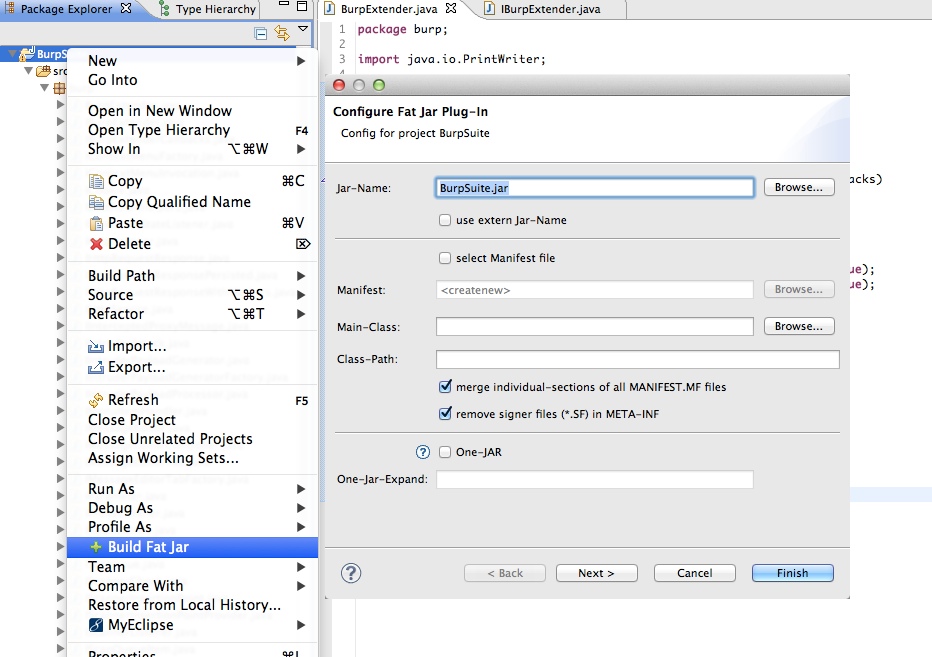 Package Explorer
Type Hierarchy
BurpExtender.java
IBurpExtender.java
BurpS
src
1 package burp;
2
3 import java.io.PrintWriter;
4
acks)
ue);
ue);
New
Go Into
Open in New Window
Open Type Hierarchy F4
Show In ⌥⌘W
Copy ⌘C
Copy Qualified Name
Paste ⌘V
Delete ⌦
Build Path
Source ⌥⌘S
Refactor ⌥⌘T
Import...
Export...
Refresh F5
Close Project
Close Unrelated Projects
Assign Working Sets...
Run As
Debug As
Profile As
Build Fat Jar
Team
Compare With
Restore from Local History...
MyEclipse
Properties ⌘I
Configure Fat Jar Plug-In
Config for project BurpSuite
Jar-Name: BurpSuite.jar Browse...
use extern Jar-Name
select Manifest file
Manifest: <createnew> Browse...
Main-Class: Browse...
Class-Path:
merge individual-sections of all MANIFEST.MF files
remove signer files (*.SF) in META-INF
? One-JAR
One-Jar-Expand:
? < Back Next > Cancel Finish